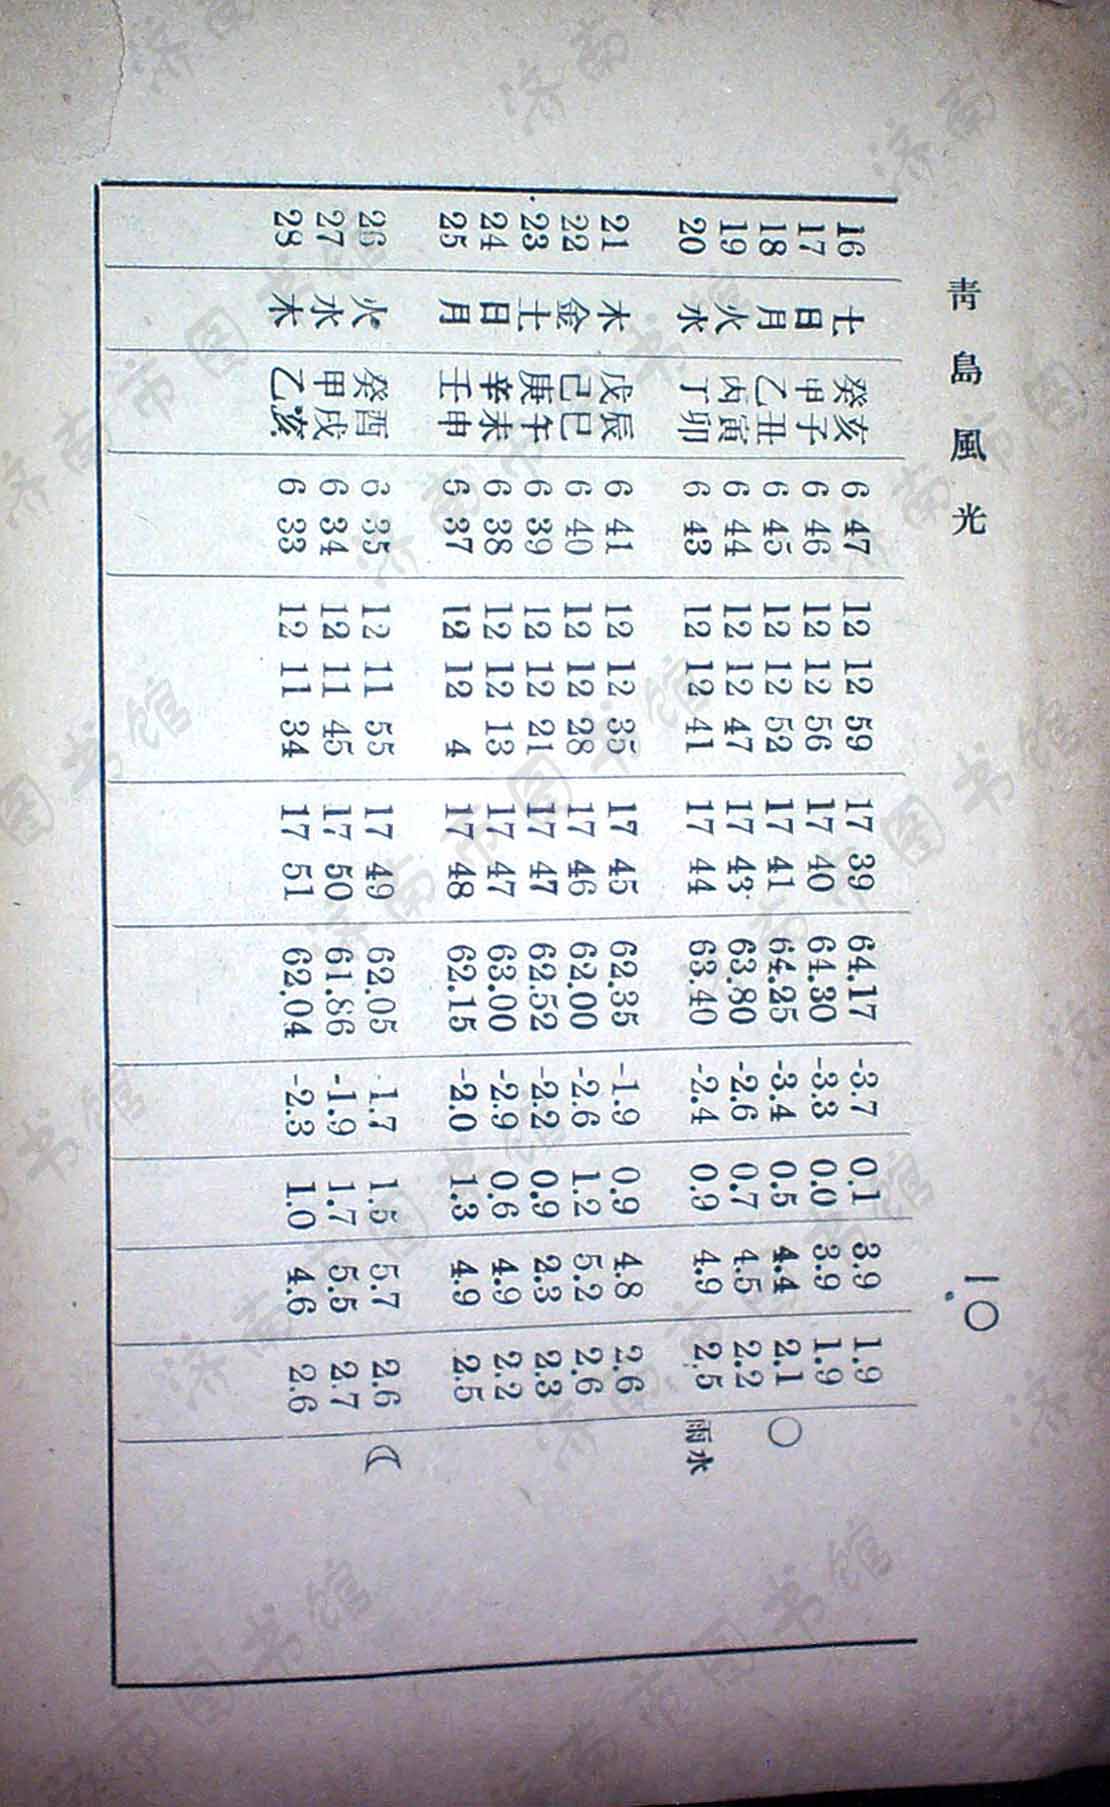 青島風光
一〇
16 土 癸亥 6 47 12 12 59 17 39 64.17 -3.7 0.1 3.9 1.9
17 日 甲子 6 46 12 12 56 17 40 64.30 -3.3 0.0 3.9 1.9
18 月 乙丑 6 45 12 12 52 17 41 64.25 -3.4 0.5 4.4 2.1 ○
19 火 丙寅 6 44 12 12 47 17 43 63.80 -2.6 0.7 4.5 2.2
20 水 丁卯 6 43 12 12 41 17 44 63.40 -2.4 0.9 4.9 2.5 雨水
21 木 戊辰 6 41 12 12 35 17 45 62.35 -1.9 0.9 4.8 2.6
22 金 己巳 6 40 12 12 28 17 46 62.00 -2.6 1.2 5.2 2.6
23 土 庚午 6 39 12 12 21 17 47 62.52 -2.2 0.9 2.3 2.3
24 日 辛未 6 38 12 12 13 17 47 63.00 -2.9 0.6 4.9 2.2
25 月 壬申 6 37 12 12 4 17 48 62.15 -2.0 1.3 4.9 2.5
26 火 癸酉 6 35 12 11 55 17 49 62.05 -1.7 1.5 5.7 2.6 ☾
27 水 甲戌 6 34 12 11 45 17 50 61.86 -1.9 1.7 5.5 2.7
28 木 乙亥 6 33 12 11 34 17 51 62.04 -2.3 1.0 4.6 2.6
济南市图书馆